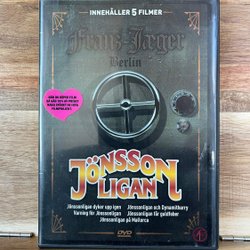 INNEHÅLLER 5 FILMER
Franz-Jæger
Berlin
JÖNSSON
LIGAN
Jönssonligan dyker upp igen
Jönssonligan och Dynamitharry
Varning för Jönssonligan
Jönssonligan får guldfeber
Jönssonligan på Mallorca
DVD